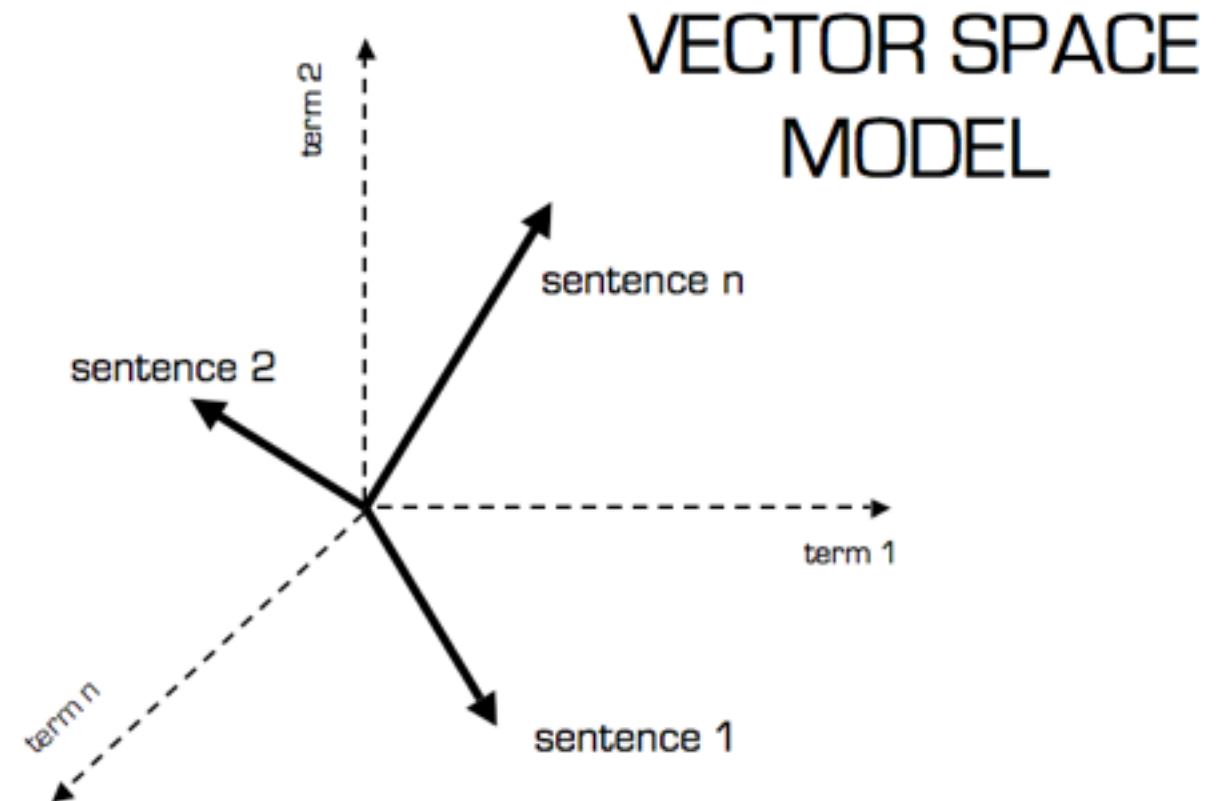 VECTOR SPACE
MODEL
term 2
sentence n
sentence 2
term 1
term n
sentence 1